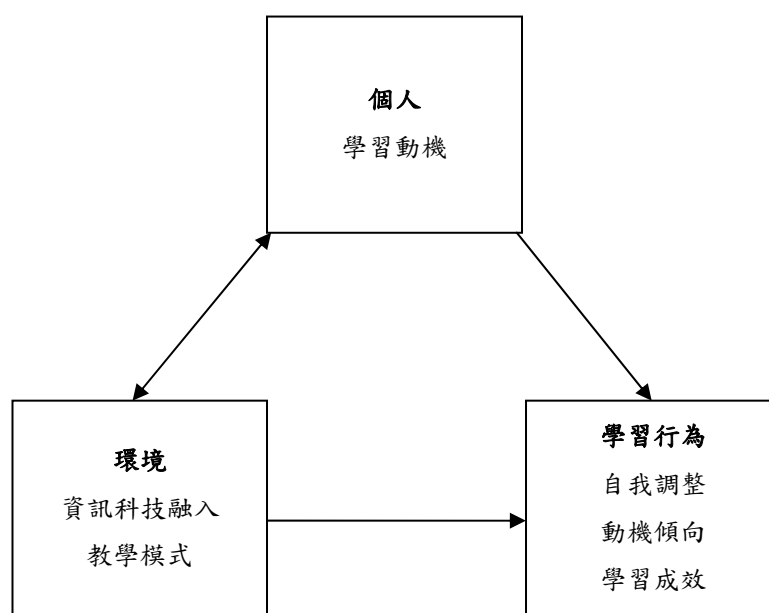 個人
學習動機
環境
資訊科技融入
教學模式
學習行為
自我調整
動機傾向
學習成效